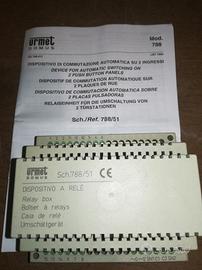 urmet
DOMUS
Mod.
788
DISPOSITIVO DI COMMUTAZIONE AUTOMATICA SU 2 INGRESSI
DEVICE FOR AUTOMATIC SWITCHING ON
2 PUSH BUTTON PANELS
DISPOSITIF DE COMMUTATION AUTOMATIQUE SUR
2 PLAQUES DE RUE
DISPOSITIVO DE CONMUTACION AUTOMATICA SOBRE
2 PLACAS PULSADORAS
RELAISEINHEIT FÜR DIE UMSCHALTUNG VON
2 TÜRSTATIONEN
Sch./Ref. 788/51
urmet
DOMUS
Sch.788/51 CE
DISPOSITIVO A RELÉ
Relay box
Boîtier à relays
Caja de relé
Umschaltgerät